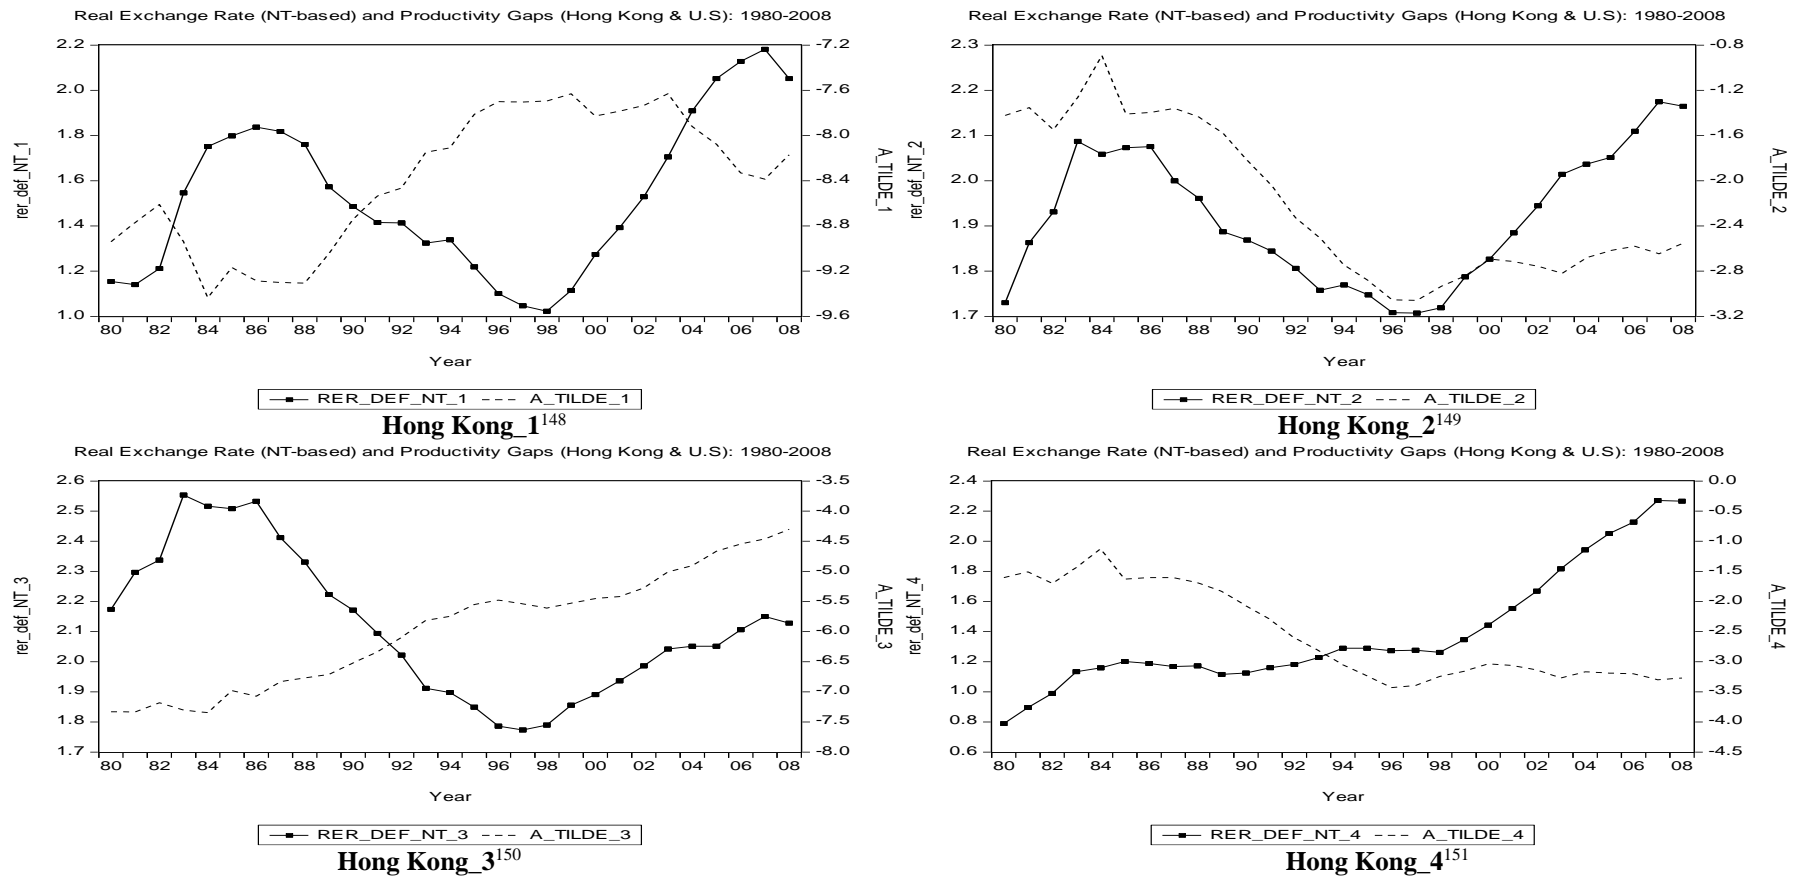 Real Exchange Rate (NT-based) and Productivity Gaps (Hong Kong & U.S): 1980-2008
2.2
2.0
1.8
1.6
1.4
1.2
1.0
-7.2
-7.6
-8.0
-8.4
-8.8
-9.2
-9.6
rer_def_NT_1
A_TILDE_1
80 82 84 86 88 90 92 94 96 98 00 02 04 06 08
Year
RER_DEF_NT_1 A_TILDE_1
Hong Kong_1148
Real Exchange Rate (NT-based) and Productivity Gaps (Hong Kong & U.S): 1980-2008
2.3
2.2
2.1
2.0
1.9
1.8
1.7
-0.8
-1.2
-1.6
-2.0
-2.4
-2.8
-3.2
rer_def_NT_2
A_TILDE_2
80 82 84 86 88 90 92 94 96 98 00 02 04 06 08
Year
RER_DEF_NT_2 A_TILDE_2
Hong Kong_2149
Real Exchange Rate (NT-based) and Productivity Gaps (Hong Kong & U.S): 1980-2008
2.6
2.5
2.4
2.3
2.2
2.1
2.0
1.9
1.8
1.7
-3.5
-4.0
-4.5
-5.0
-5.5
-6.0
-6.5
-7.0
-7.5
-8.0
rer_def_NT_3
A_TILDE_3
80 82 84 86 88 90 92 94 96 98 00 02 04 06 08
Year
RER_DEF_NT_3 A_TILDE_3
Hong Kong_3150
Real Exchange Rate (NT-based) and Productivity Gaps (Hong Kong & U.S): 1980-2008
2.4
2.2
2.0
1.8
1.6
1.4
1.2
1.0
0.8
0.6
0.0
-0.5
-1.0
-1.5
-2.0
-2.5
-3.0
-3.5
-4.0
-4.5
rer_def_NT_4
A_TILDE_4
80 82 84 86 88 90 92 94 96 98 00 02 04 06 08
Year
RER_DEF_NT_4 A_TILDE_4
Hong Kong_4151